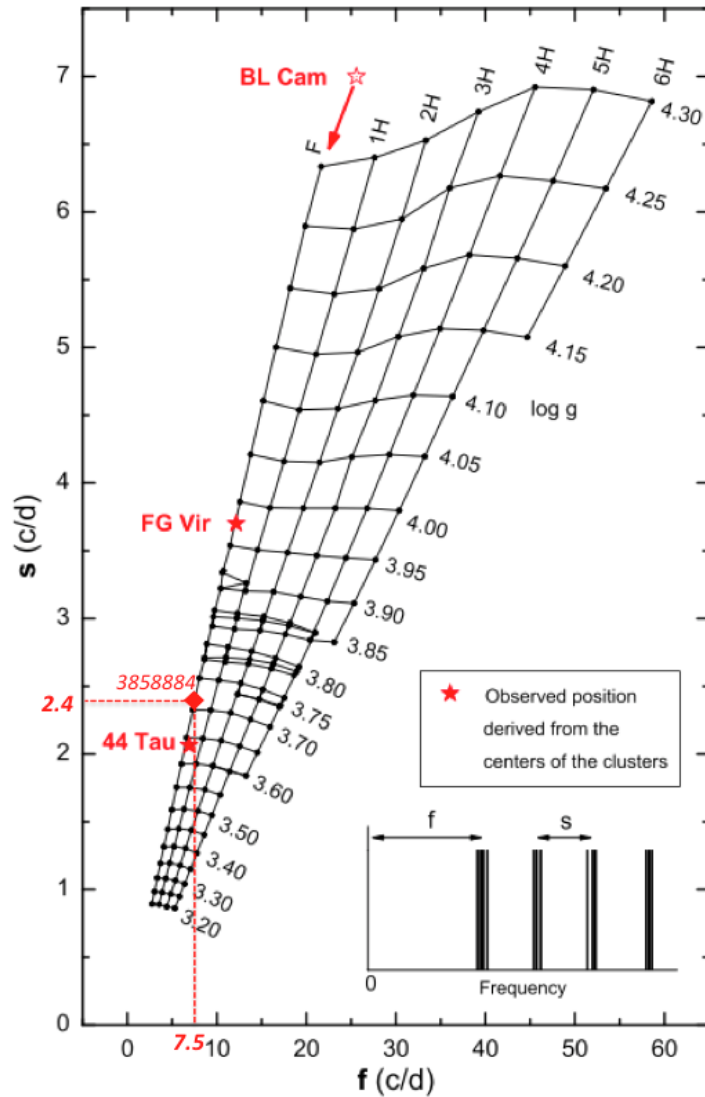 BL Cam
F
1H
2H
3H
4H
5H
6H
4.30
4.25
4.20
4.15
4.10
log g
4.05
4.00
3.95
3.90
3.85
3.80
3.75
3.70
3.60
3.50
3.40
3.30
3.20
FG Vir
3858884
44 Tau
7
6
5
4
3
2.4
2
1
0
s (c/d)
Observed position
derived from the
centers of the clusters
f
s
0
Frequency
7.5
0 10 20 30 40 50 60
f (c/d)